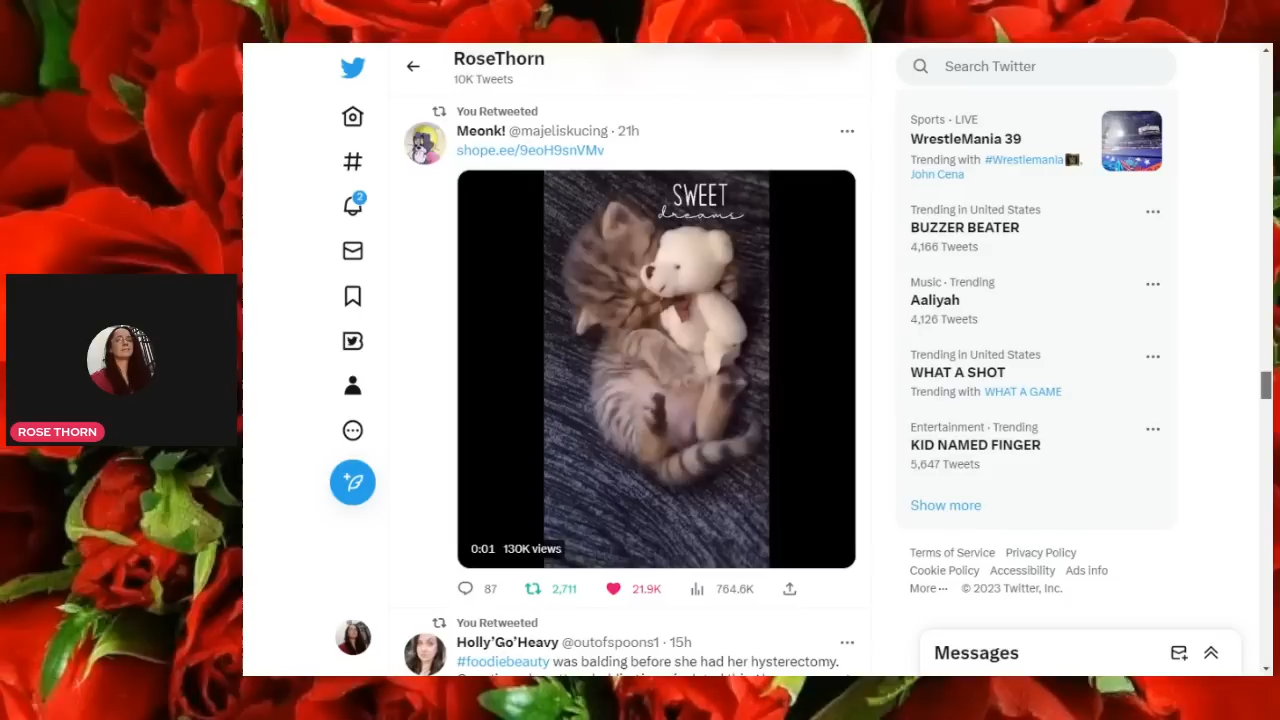 RoseThorn
10K Tweets
You Retweeted
Meonk! @majeliskucing · 21h
shope.ee/9eoH9snVMv
SWEET
dreams
0:01 130K views
87 2,711 21.9K 764.6K
You Retweeted
Holly'Go'Heavy @outofspoons1 · 15h
#foodiebeauty was balding before she had her hysterectomy.
2
ROSE THORN
Search Twitter
Sports · LIVE
WrestleMania 39
Trending with #Wrestlemania,
John Cena
Trending in United States
BUZZER BEATER
4,166 Tweets
Music · Trending
Aaliyah
4,126 Tweets
Trending in United States
WHAT A SHOT
Trending with WHAT A GAME
Entertainment · Trending
KID NAMED FINGER
5,647 Tweets
Show more
Terms of Service Privacy Policy
Cookie Policy Accessibility Ads info
More ··· © 2023 Twitter, Inc.
Messages